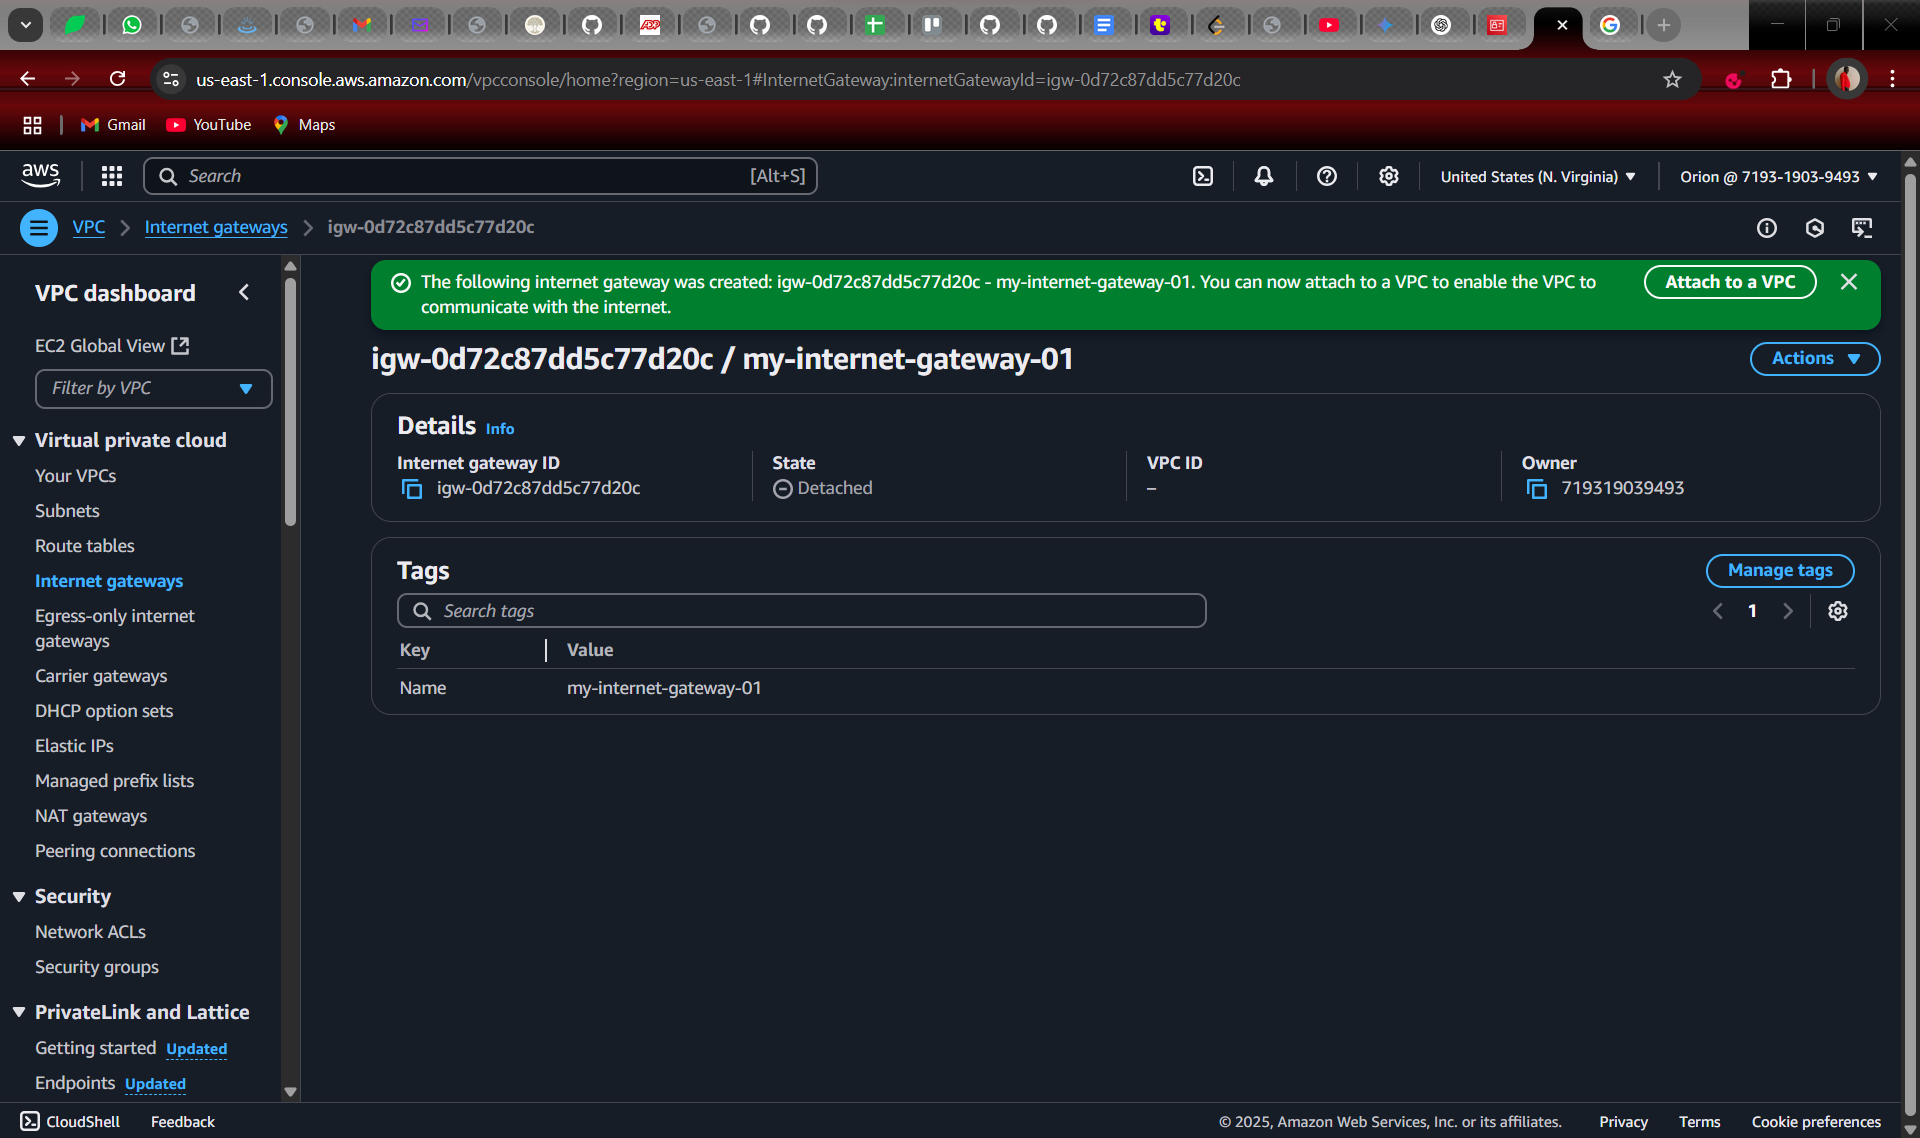 us-east-1.console.aws.amazon.com/vpcconsole/home?region=us-east-1#InternetGateway:internetGatewayId=igw-0d72c87dd5c77d20c
Gmail
YouTube
Maps
aws
Search
[Alt+S]
United States (N. Virginia)
Orion @ 7193-1903-9493
VPC
Internet gateways
igw-0d72c87dd5c77d20c
VPC dashboard
EC2 Global View
Filter by VPC
Virtual private cloud
Your VPCs
Subnets
Route tables
Internet gateways
Egress-only internet
gateways
Carrier gateways
DHCP option sets
Elastic IPs
Managed prefix lists
NAT gateways
Peering connections
Security
Network ACLs
Security groups
PrivateLink and Lattice
Getting started Updated
Endpoints Updated
The following internet gateway was created: igw-0d72c87dd5c77d20c - my-internet-gateway-01. You can now attach to a VPC to enable the VPC to
communicate with the internet.
Attach to a VPC
igw-0d72c87dd5c77d20c / my-internet-gateway-01
Actions
Details Info
Internet gateway ID
igw-0d72c87dd5c77d20c
State
Detached
VPC ID
–
Owner
719319039493
Tags
Manage tags
Search tags
1
Key
Value
Name
my-internet-gateway-01
CloudShell
Feedback
© 2025, Amazon Web Services, Inc. or its affiliates.
Privacy
Terms
Cookie preferences